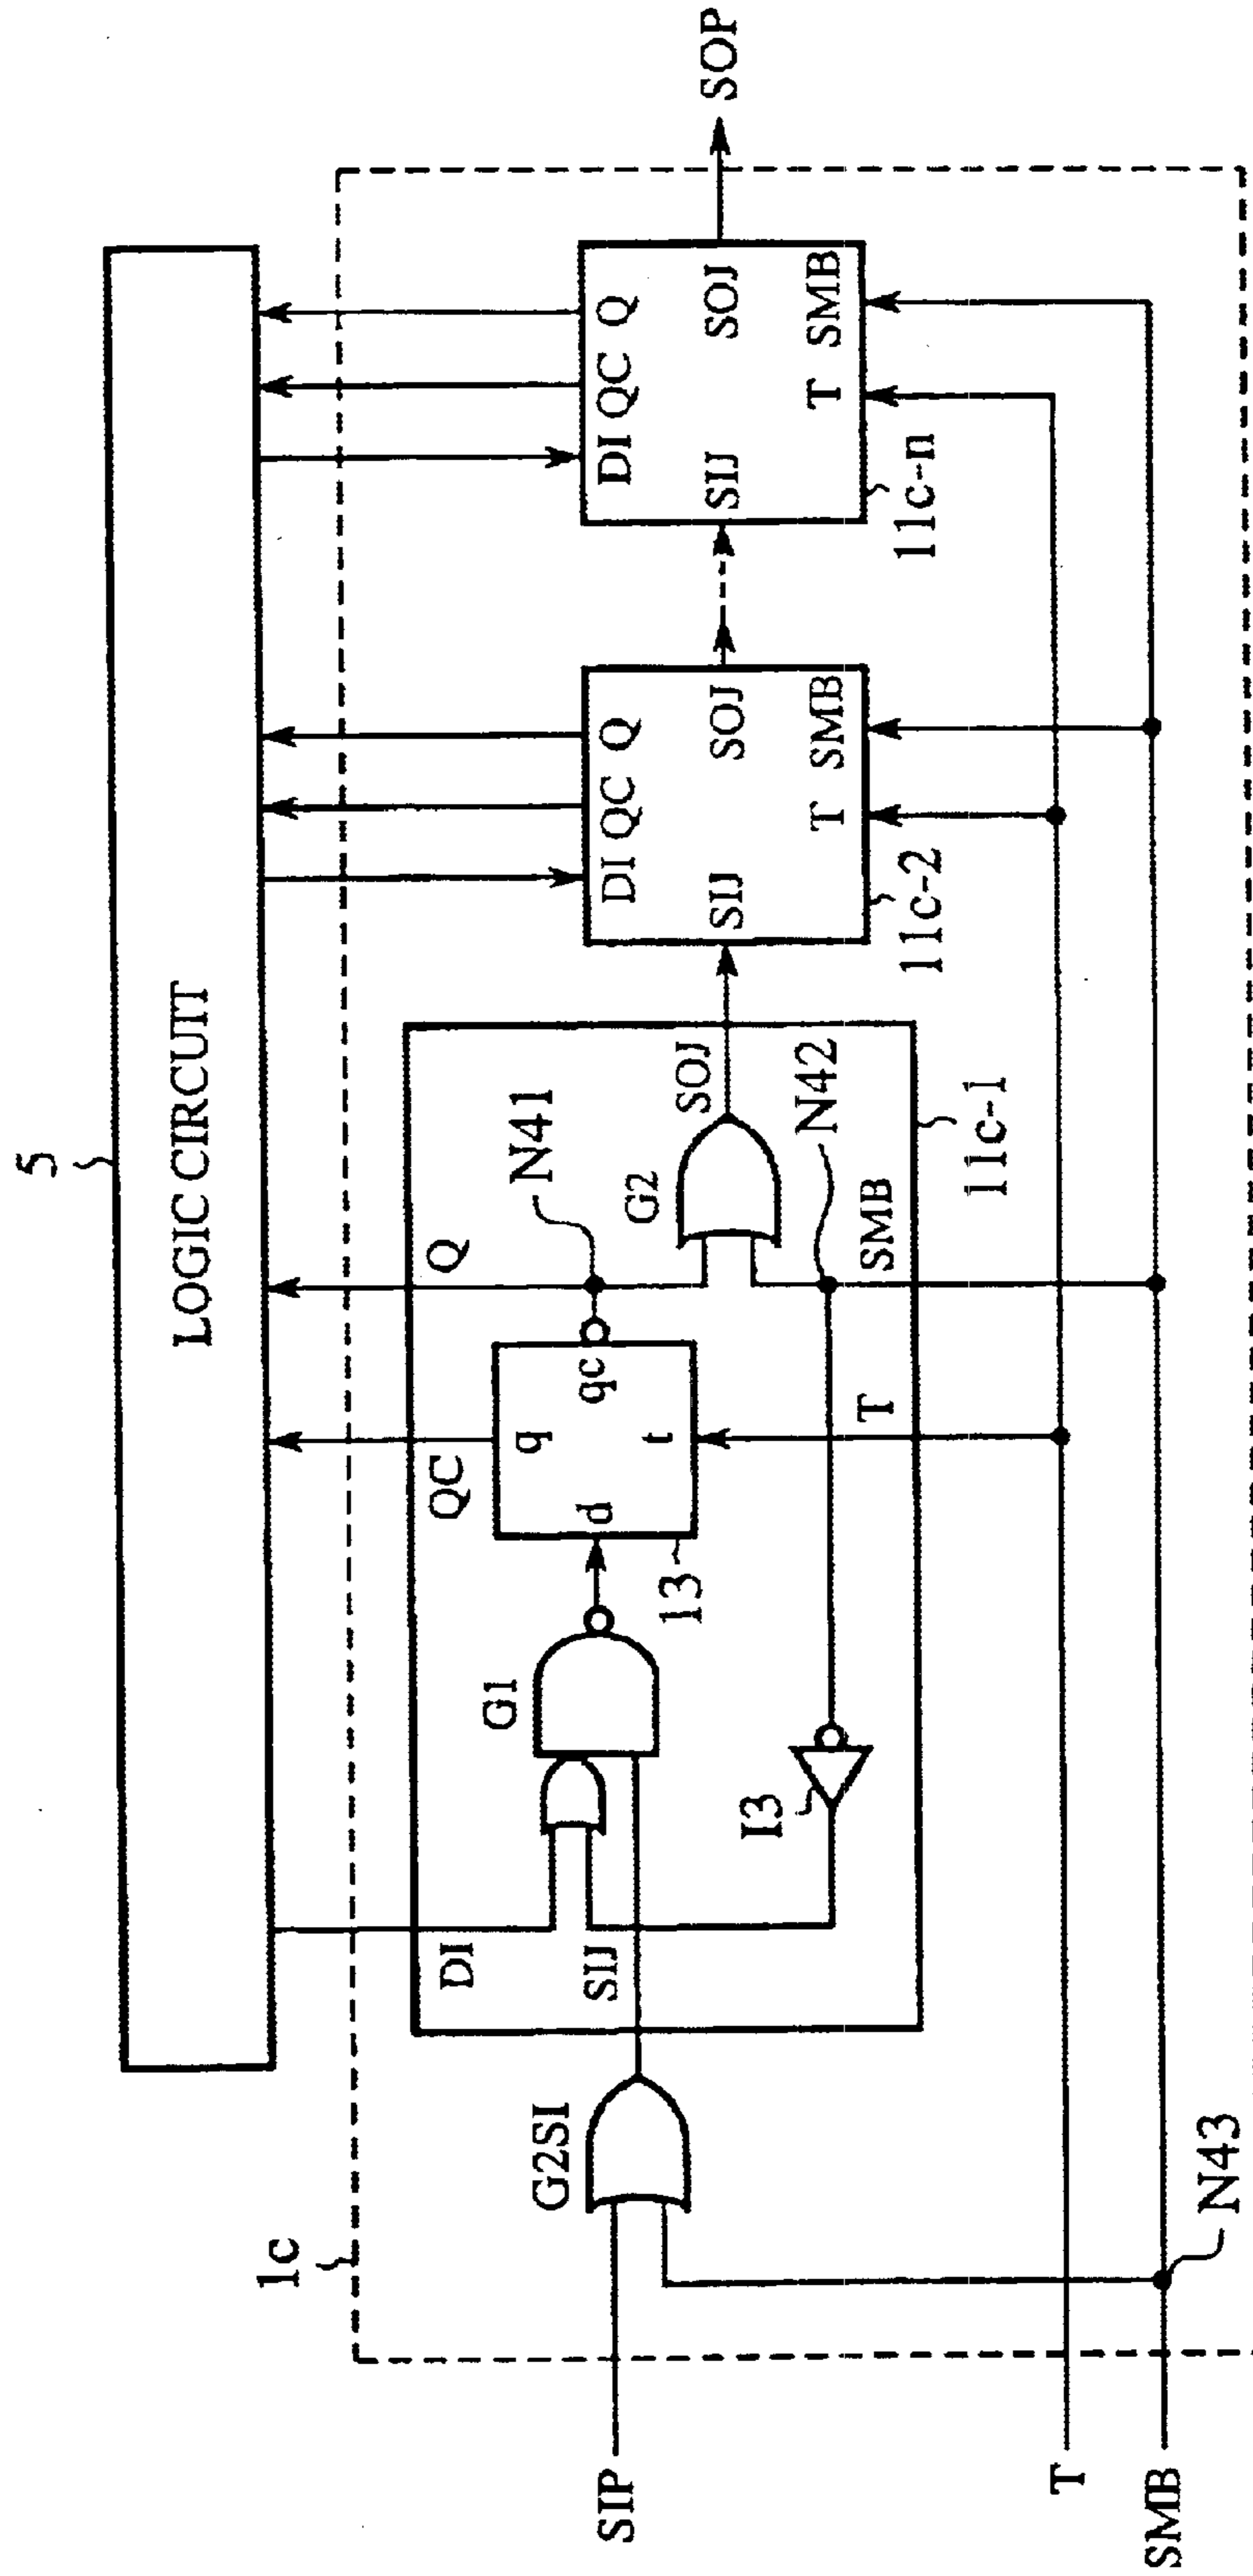 5
LOGIC CIRCUIT
1c
SIP
G2SI
DI
SIJ
G1
I3
QC
Q
13
d
q
qc
t
T
N41
G2
SOJ
N42
SMB
11c-1
DI QC Q
SIJ
SOJ
T SMB
11c-2
DI QC Q
SIJ
SOJ
T SMB
11c-n
SOP
T
SMB
N43